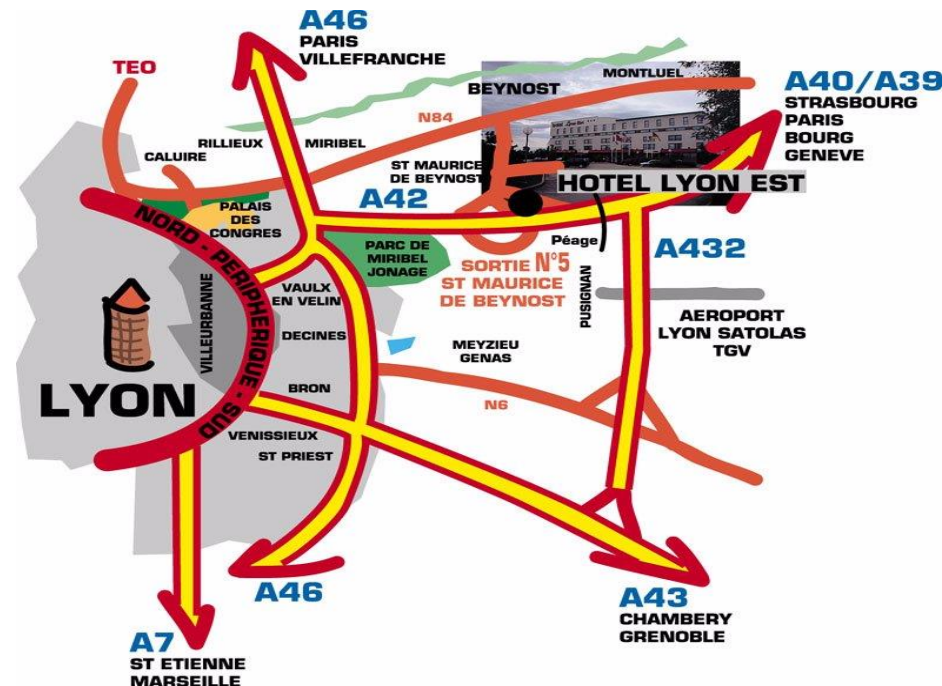 A46
PARIS
VILLEFRANCHE
TEO
MONTLUEL
BEYNOST
A40/A39
STRASBOURG
PARIS
BOURG
GENEVE
N84
RILLIEUX
MIRIBEL
CALUIRE
ST MAURICE
DE BEYNOST
HOTEL LYON EST
A42
PALAIS
DES
CONGRES
NORD - PERIPHERIQUE - SUD
PARC DE
MIRIBEL
JONAGE
Péage
A432
SORTIE N°5
ST MAURICE
DE BEYNOST
PUSIGNAN
VILLEURBANNE
VAULX
EN VELIN
AEROPORT
LYON SATOLAS
TGV
DECINES
MEYZIEU
GENAS
LYON
BRON
N6
VENISSIEUX
ST PRIEST
A46
A43
CHAMBERY
GRENOBLE
A7
ST ETIENNE
MARSEILLE